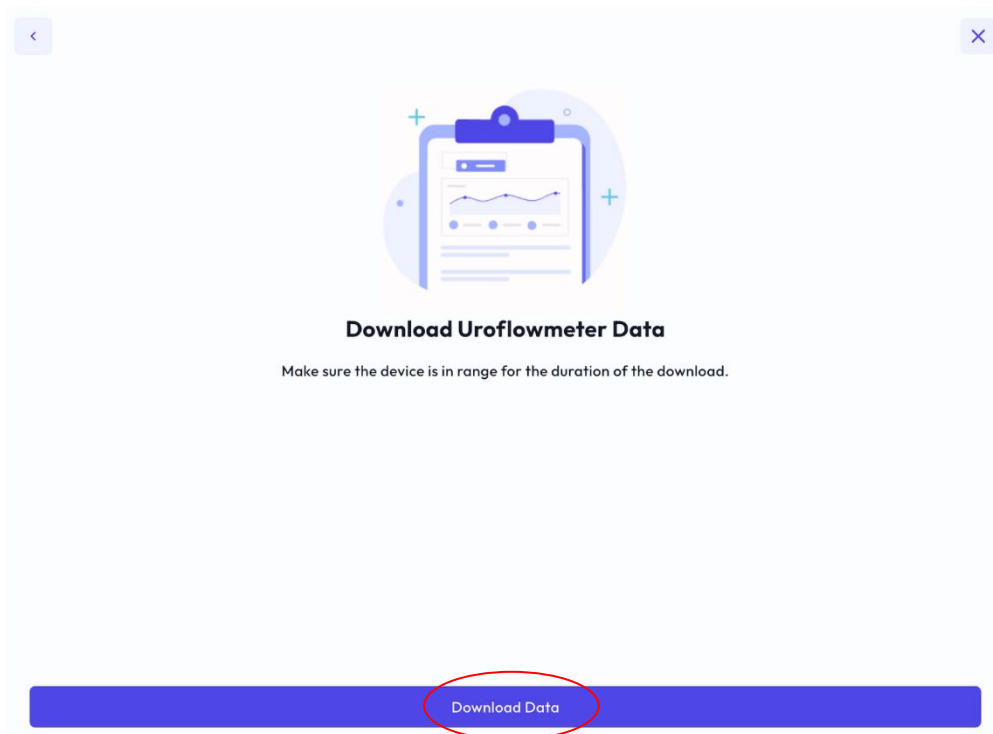 Download Uroflowmeter Data
Make sure the device is in range for the duration of the download.
Download Data